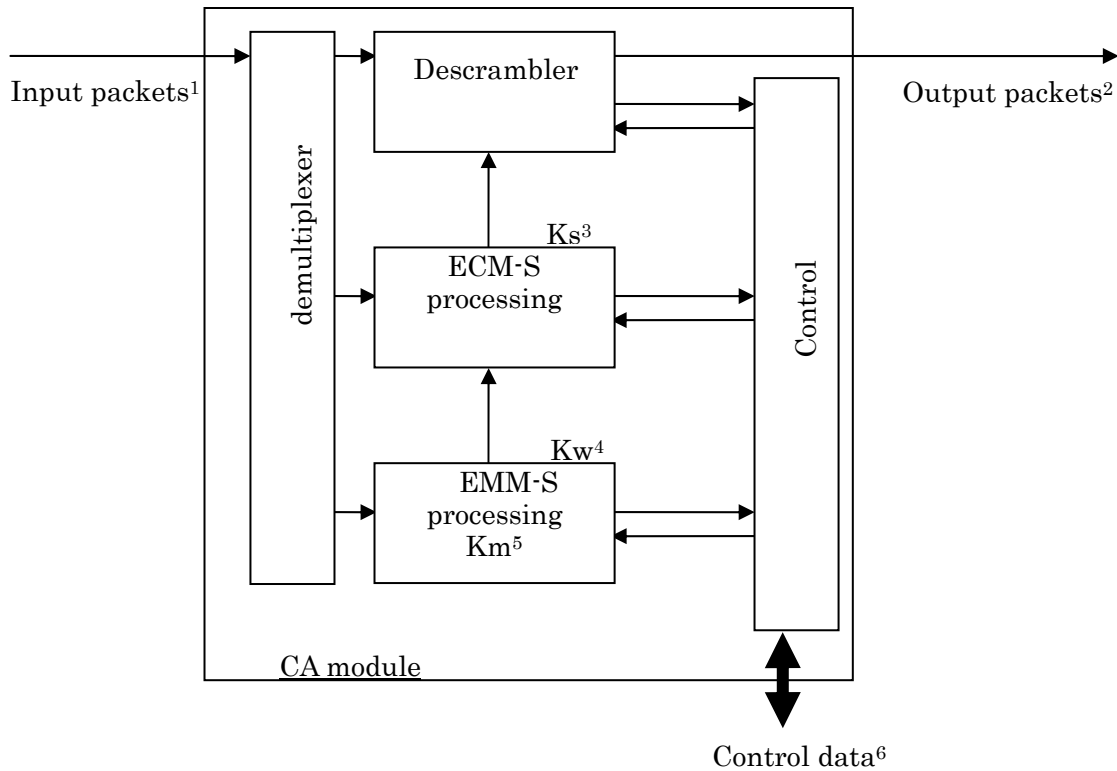 Input packets¹
demultiplexer
Descrambler
Output packets²
Ks³
ECM-S
processing
Control
Kw⁴
EMM-S
processing
Km⁵
CA module
Control data⁶